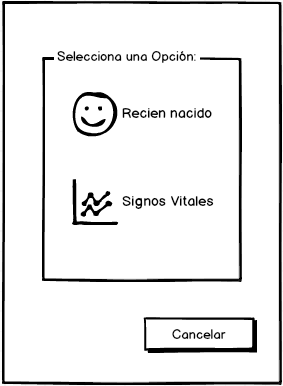 Selecciona una Opción:
Recien nacido
Signos Vitales
Cancelar